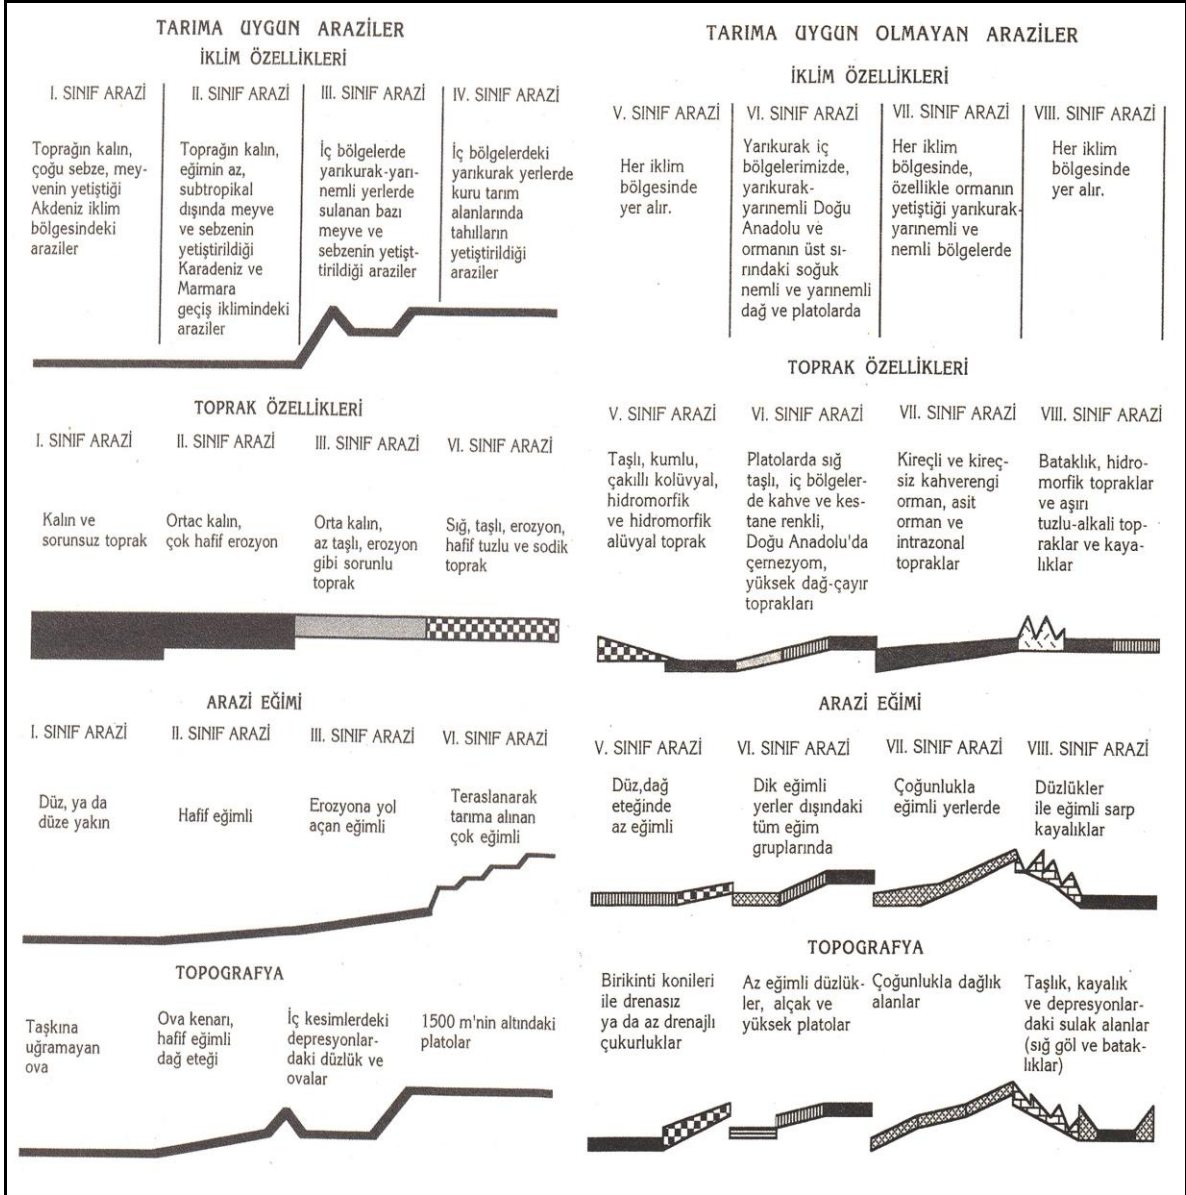 TARIMA UYGUN ARAZİLER
İKLİM ÖZELLİKLERİ
I. SINIF ARAZİ
Toprağın kalın,
çoğu sebze, mey-
venin yetiştiği
Akdeniz iklim
bölgesindeki
araziler
II. SINIF ARAZİ
Toprağın kalın,
eğimin az,
subtropikal
dışında meyve
ve sebzenin
yetiştirildiği
Karadeniz ve
Marmara
geçiş iklimindeki
araziler
III. SINIF ARAZİ
İç bölgelerde
yarıkurak-yarı-
nemli yerlerde
sulanan bazı
meyve ve
sebzenin yetişt-
tirildiği araziler
IV. SINIF ARAZİ
İç bölgelerdeki
yarıkurak yerlerde
kuru tarım
alanlarında
tahılların
yetiştirildiği
araziler
TOPRAK ÖZELLİKLERİ
I. SINIF ARAZİ
Kalın ve
sorunsuz toprak
II. SINIF ARAZİ
Ortac kalın,
çok hafif erozyon
III. SINIF ARAZİ
Orta kalın,
az taşlı, erozyon
gibi sorunlu
toprak
VI. SINIF ARAZİ
Sığ, taşlı, erozyon,
hafif tuzlu ve sodik
toprak
ARAZİ EĞİMİ
I. SINIF ARAZİ
Düz, ya da
düze yakın
II. SINIF ARAZİ
Hafif eğimli
III. SINIF ARAZİ
Erozyona yol
açan eğimli
VI. SINIF ARAZİ
Teraslanarak
tarıma alınan
çok eğimli
TOPOGRAFYA
Taşkına
uğramayan
ova
Ova kenarı,
hafif eğimli
dağ eteği
İç kesimlerdeki
depresyonlar-
daki düzlük ve
ovalar
1500 m'nin altındaki
platolar
TARIMA UYGUN OLMAYAN ARAZİLER
İKLİM ÖZELLİKLERİ
V. SINIF ARAZİ
Her iklim
bölgesinde
yer alır.
VI. SINIF ARAZİ
Yarıkurak iç
bölgelerimizde,
yarıkurak-
yarınemli Doğu
Anadolu ve
ormanın üst sı-
nırındaki soğuk
nemli ve yarınemli
dağ ve platolarda
VII. SINIF ARAZİ
Her iklim
bölgesinde,
özellikle ormanın
yetiştiği yarıkurak-
yarınemli ve
nemli bölgelerde
VIII. SINIF ARAZİ
Her iklim
bölgesinde
yer alır.
TOPRAK ÖZELLİKLERİ
V. SINIF ARAZİ
Taşlı, kumlu,
çakıllı kolüvyal,
hidromorfik
ve hidromorfik
alüvyal toprak
VI. SINIF ARAZİ
Platolarda sığ
taşlı, iç bölgeler-
de kahve ve kes-
tane renkli,
Doğu Anadolu'da
çernezyom,
yüksek dağ-çayır
toprakları
VII. SINIF ARAZİ
Kireçli ve kireç-
siz kahverengi
orman, asit
orman ve
intrazonal
topraklar
VIII. SINIF ARAZİ
Bataklık, hidro-
morfik topraklar
ve aşırı
tuzlu-alkali top-
raklar ve kaya-
lıklar
ARAZİ EĞİMİ
V. SINIF ARAZİ
Düz,dağ
eteğinde
az eğimli
VI. SINIF ARAZİ
Dik eğimli
yerler dışındaki
tüm eğim
gruplarında
VII. SINIF ARAZİ
Çoğunlukla
eğimli yerlerde
VIII. SINIF ARAZİ
Düzlükler
ile eğimli sarp
kayalıklar
TOPOGRAFYA
Birikinti konileri
ile drenasız
ya da az drenajlı
çukurluklar
Az eğimli düzlük-
ler, alçak ve
yüksek platolar
Çoğunlukla dağlık
alanlar
Taşlık, kayalık
ve depresyonlar-
daki sulak alanlar
(sığ göl ve batak-
lıklar)